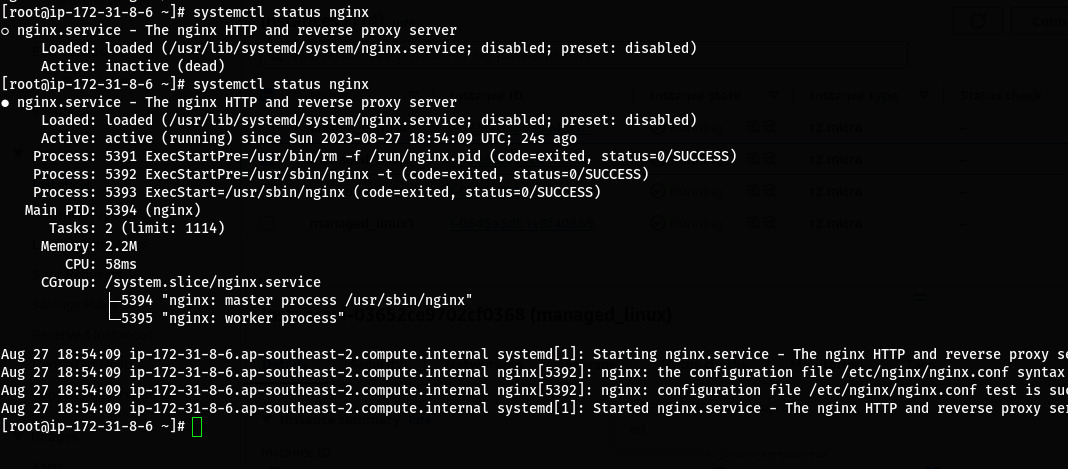 [root@ip-172-31-8-6 ~]# systemctl status nginx
○ nginx.service - The nginx HTTP and reverse proxy server
     Loaded: loaded (/usr/lib/systemd/system/nginx.service; disabled; preset: disabled)
     Active: inactive (dead)
[root@ip-172-31-8-6 ~]# systemctl status nginx
● nginx.service - The nginx HTTP and reverse proxy server
     Loaded: loaded (/usr/lib/systemd/system/nginx.service; disabled; preset: disabled)
     Active: active (running) since Sun 2023-08-27 18:54:09 UTC; 24s ago
    Process: 5391 ExecStartPre=/usr/bin/rm -f /run/nginx.pid (code=exited, status=0/SUCCESS)
    Process: 5392 ExecStartPre=/usr/sbin/nginx -t (code=exited, status=0/SUCCESS)
    Process: 5393 ExecStart=/usr/sbin/nginx (code=exited, status=0/SUCCESS)
   Main PID: 5394 (nginx)
      Tasks: 2 (limit: 1114)
     Memory: 2.2M
        CPU: 58ms
     CGroup: /system.slice/nginx.service
             ├─5394 "nginx: master process /usr/sbin/nginx"
             └─5395 "nginx: worker process"
Aug 27 18:54:09 ip-172-31-8-6.ap-southeast-2.compute.internal systemd[1]: Starting nginx.service - The nginx HTTP and reverse proxy se
Aug 27 18:54:09 ip-172-31-8-6.ap-southeast-2.compute.internal nginx[5392]: nginx: the configuration file /etc/nginx/nginx.conf syntax
Aug 27 18:54:09 ip-172-31-8-6.ap-southeast-2.compute.internal nginx[5392]: nginx: configuration file /etc/nginx/nginx.conf test is suc
Aug 27 18:54:09 ip-172-31-8-6.ap-southeast-2.compute.internal systemd[1]: Started nginx.service - The nginx HTTP and reverse proxy ser
[root@ip-172-31-8-6 ~]#